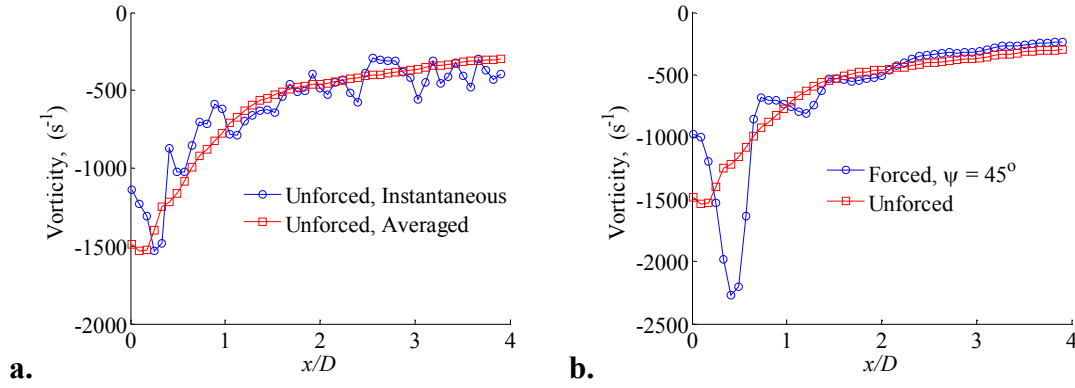 0
-500
-1000
-1500
-2000
Vorticity, (s-1)
Unforced, Instantaneous
Unforced, Averaged
0
1
2
3
4
x/D
a.
0
-500
-1000
-1500
-2000
-2500
Vorticity, (s-1)
Forced, ψ = 45o
Unforced
0
1
2
3
4
x/D
b.